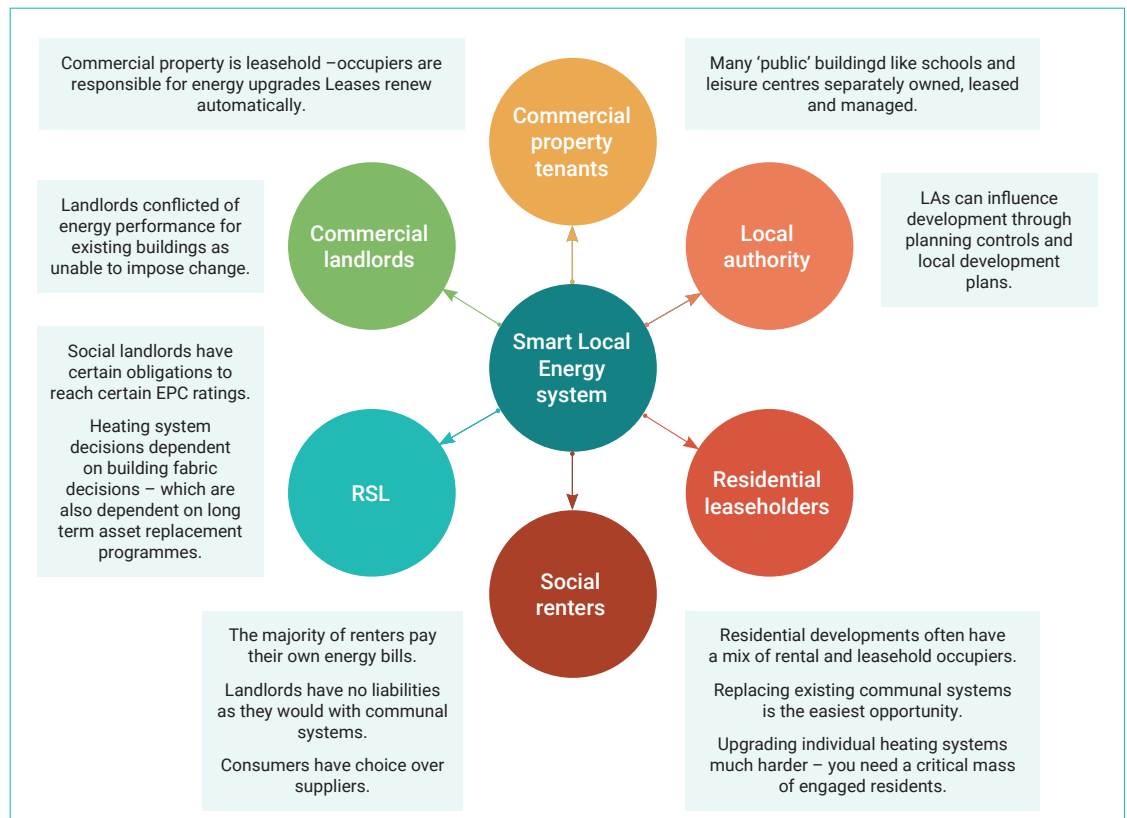 Commercial property is leasehold –occupiers are
responsible for energy upgrades Leases renew
automatically.
Many ‘public’ buildingd like schools and
leisure centres separately owned, leased
and managed.
Commercial
property
tenants
Landlords conflicted of
energy performance for
existing buildings as
unable to impose change.
Commercial
landlords
Local
authority
LAs can influence
development through
planning controls and
local development
plans.
Smart Local
Energy
system
Social landlords have
certain obligations to
reach certain EPC ratings.
Heating system
decisions dependent
on building fabric
decisions – which are
also dependent on long
term asset replacement
programmes.
RSL
Residential
leaseholders
Social
renters
The majority of renters pay
their own energy bills.
Landlords have no liabilities
as they would with communal
systems.
Consumers have choice over
suppliers.
Residential developments often have
a mix of rental and leasehold occupiers.
Replacing existing communal systems
is the easiest opportunity.
Upgrading individual heating systems
much harder – you need a critical mass
of engaged residents.